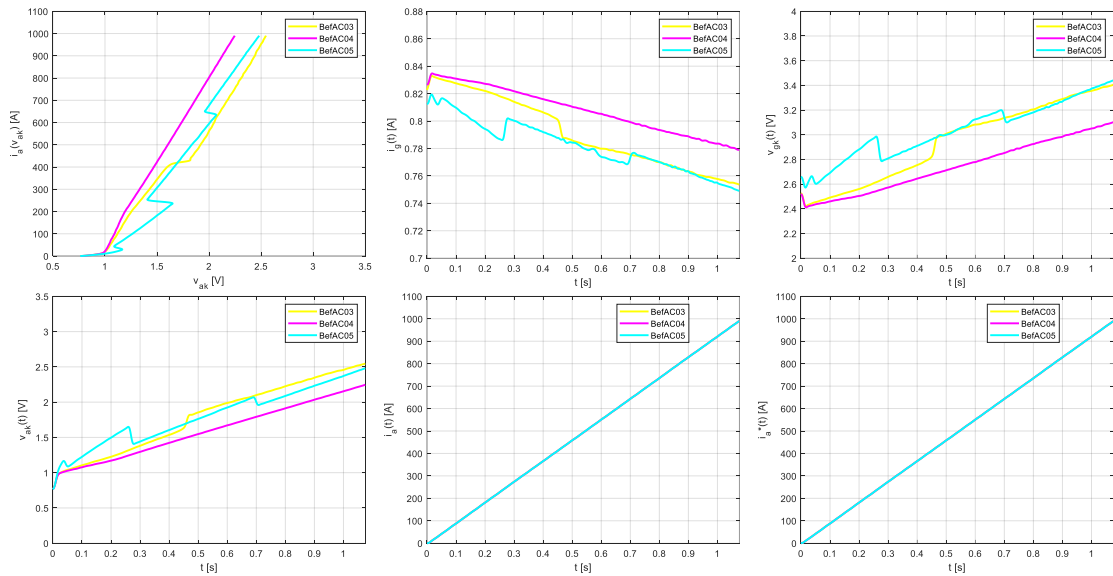 1100
1000
900
800
700
600
500
400
300
200
100
0
i_a(v_ak) [A]
0.5 1 1.5 2 2.5 3 3.5
v_ak [V]
BefAC03
BefAC04
BefAC05
0.88
0.86
0.84
0.82
0.8
0.78
0.76
0.74
0.72
0.7
i_g(t) [A]
0 0.1 0.2 0.3 0.4 0.5 0.6 0.7 0.8 0.9 1
t [s]
BefAC03
BefAC04
BefAC05
4
3.8
3.6
3.4
3.2
3
2.8
2.6
2.4
2.2
2
v_gk(t) [V]
0 0.1 0.2 0.3 0.4 0.5 0.6 0.7 0.8 0.9 1
t [s]
BefAC03
BefAC04
BefAC05
3.5
3
2.5
2
1.5
1
0.5
0
v_ak(t) [V]
0 0.1 0.2 0.3 0.4 0.5 0.6 0.7 0.8 0.9 1
t [s]
BefAC03
BefAC04
BefAC05
1100
1000
900
800
700
600
500
400
300
200
100
0
i_a(t) [A]
0 0.1 0.2 0.3 0.4 0.5 0.6 0.7 0.8 0.9 1
t [s]
BefAC03
BefAC04
BefAC05
1100
1000
900
800
700
600
500
400
300
200
100
0
i_a*(t) [A]
0 0.1 0.2 0.3 0.4 0.5 0.6 0.7 0.8 0.9 1
t [s]
BefAC03
BefAC04
BefAC05